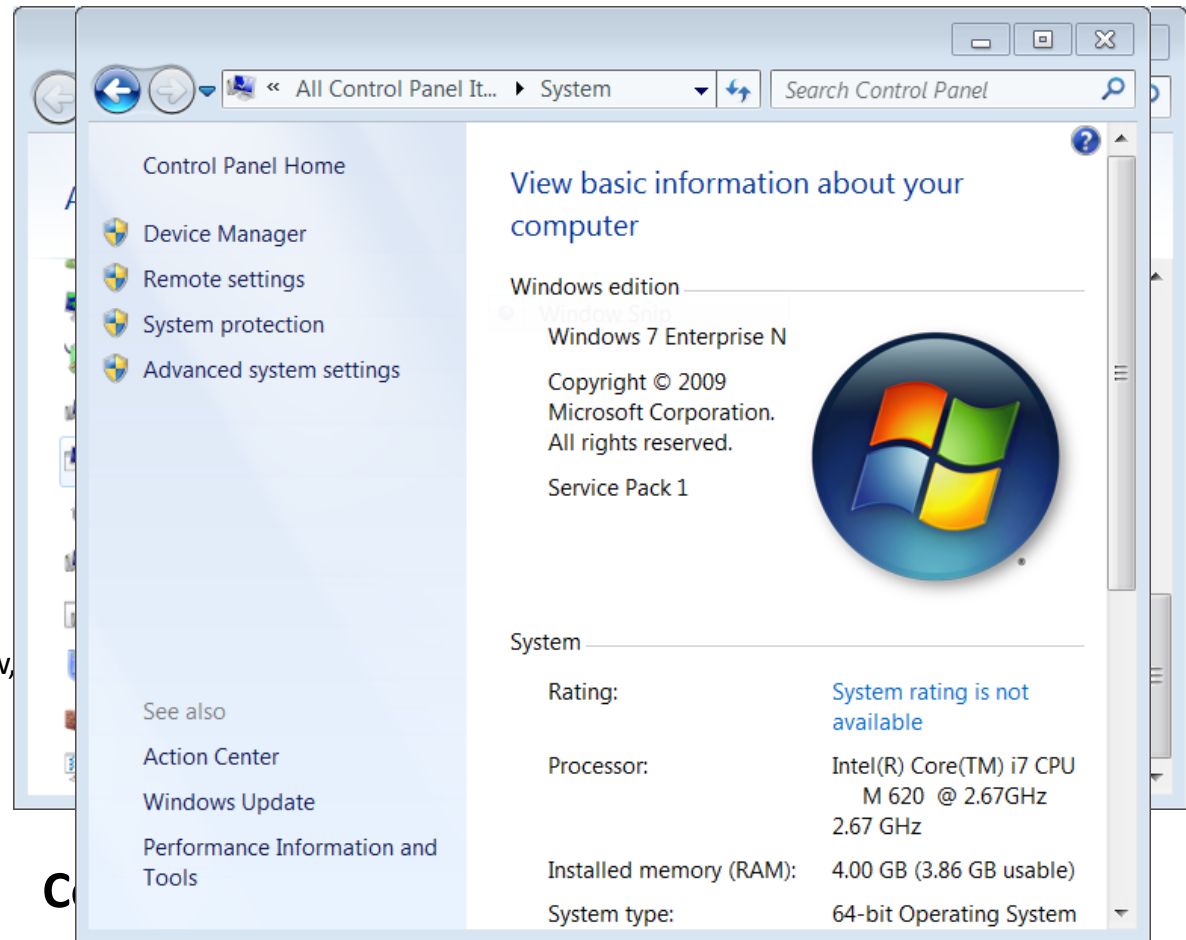 « All Control Panel It... System
Search Control Panel
Control Panel Home
Device Manager
Remote settings
System protection
Advanced system settings
See also
Action Center
Windows Update
Performance Information and
Tools
View basic information about your
computer
Windows edition
Window Snip
Windows 7 Enterprise N
Copyright © 2009
Microsoft Corporation.
All rights reserved.
Service Pack 1
System
Rating: System rating is not
available
Processor: Intel(R) Core(TM) i7 CPU
M 620 @ 2.67GHz
2.67 GHz
Installed memory (RAM): 4.00 GB (3.86 GB usable)
System type: 64-bit Operating System